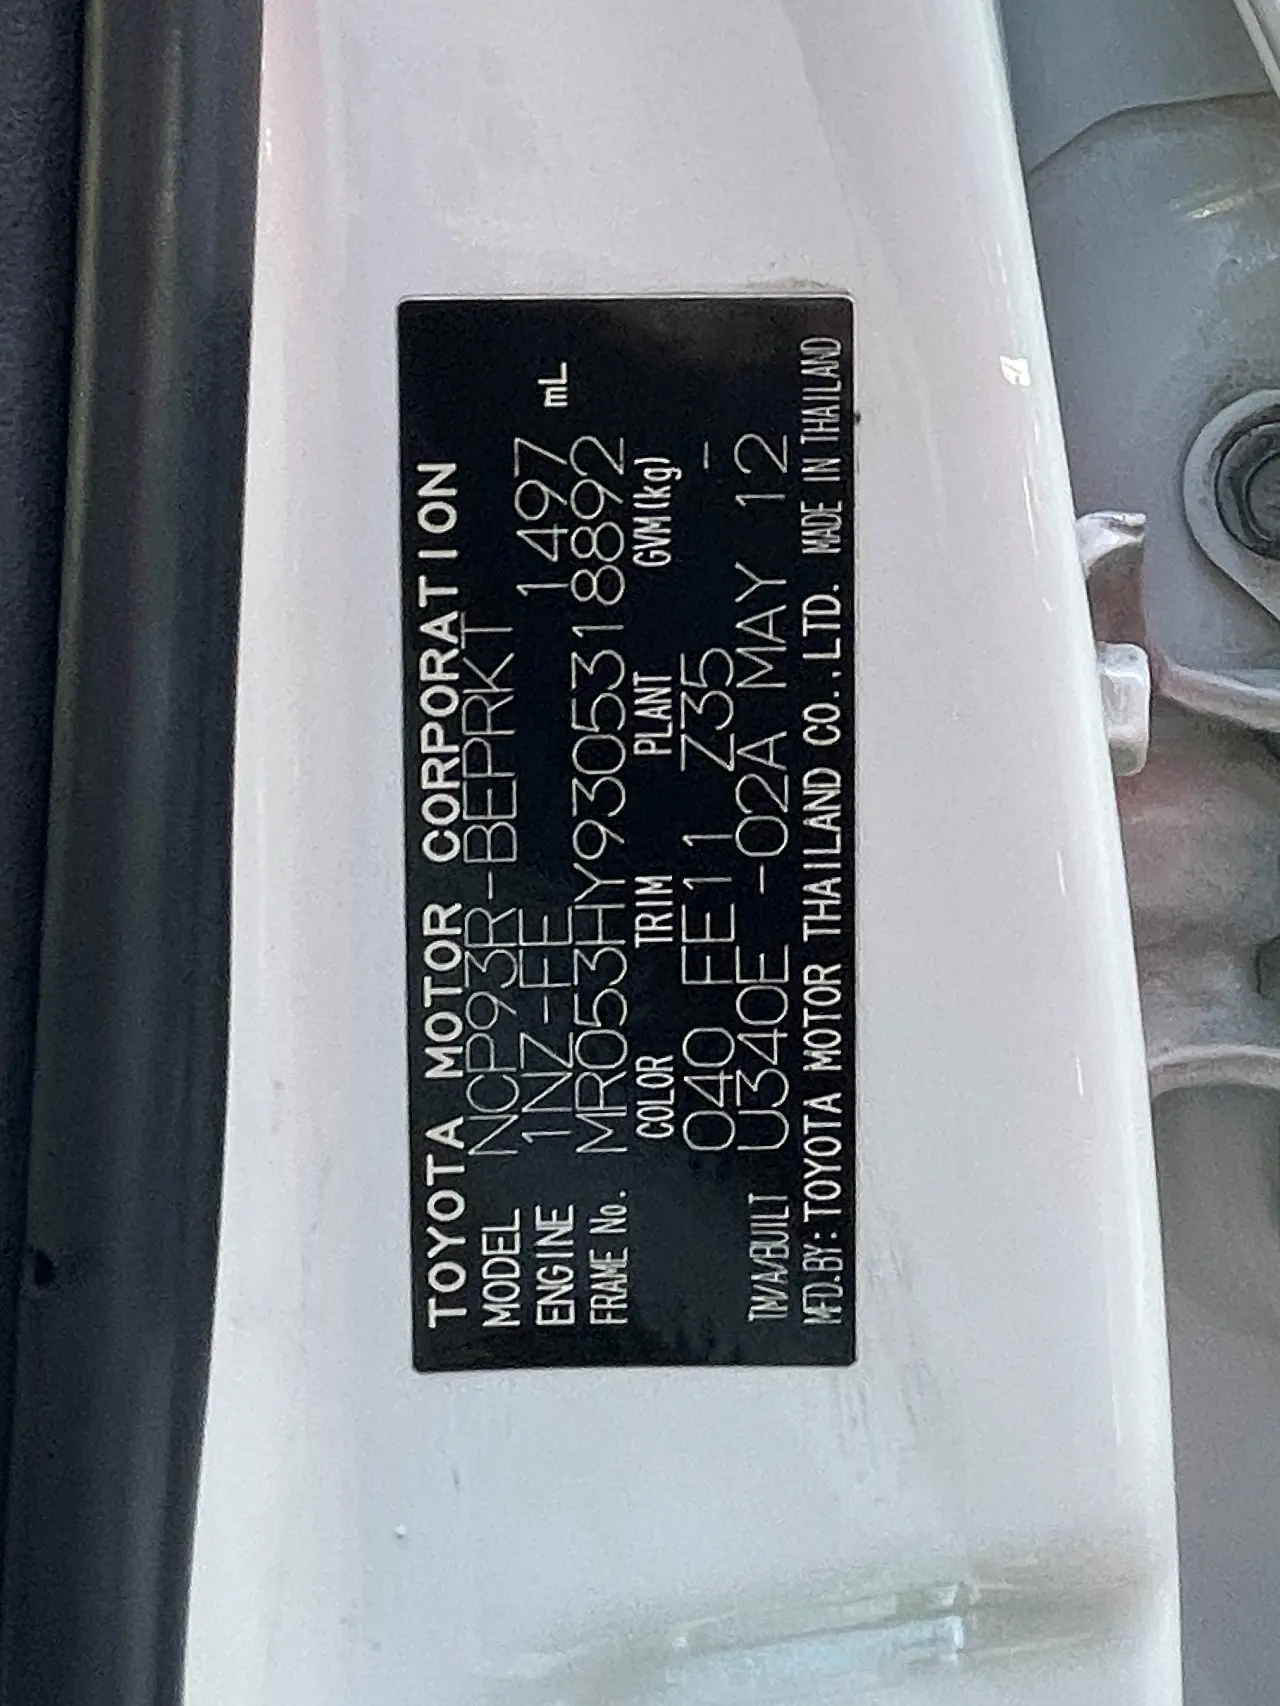 TOYOTA MOTOR CORPORATION
MODEL NCP93R-BEPRKT
ENGINE 1NZ-FE 1497 mL
FRAME No. MR053HY9305318892
COLOR TRIM PLANT GVM(kg)
040 FE11 Z35 -
TM/A/BUILT U340E -02A MAY 12
MFD.BY: TOYOTA MOTOR THAILAND CO.,LTD. MADE IN THAILAND